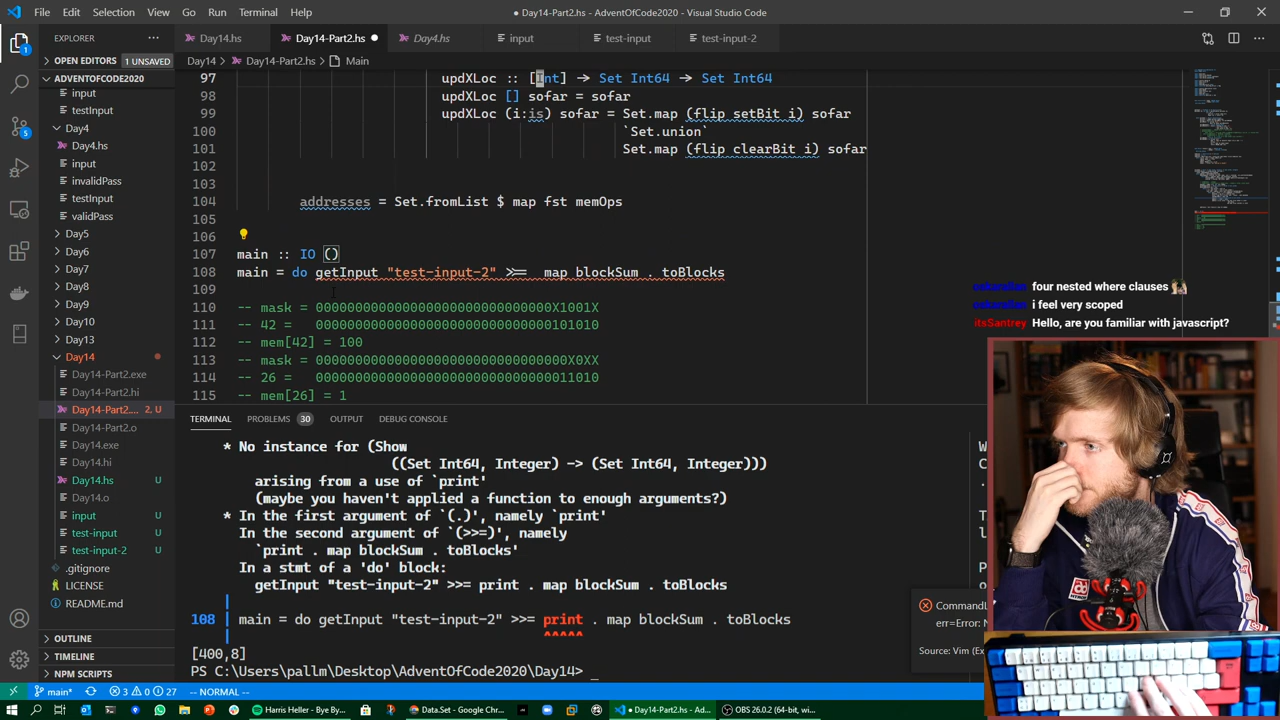 File Edit Selection View Go Run Terminal Help
● Day14-Part2.hs - AdventOfCode2020 - Visual Studio Code
EXPLORER
Day14.hs
Day14-Part2.hs ●
Day4.hs
input
test-input
test-input-2
OPEN EDITORS 1 UNSAVED
Day14 > Day14-Part2.hs > Main
ADVENTOFCODE2020
input
testInput
Day4
Day4.hs
input
invalidPass
testInput
validPass
Day5
Day6
Day7
Day8
Day9
Day10
Day13
Day14
Day14-Part2.exe
Day14-Part2.hi
Day14-Part2.... 2, U
Day14-Part2.o
Day14.exe
Day14.hi
Day14.hs U
Day14.o
input U
test-input U
test-input-2 U
.gitignore
LICENSE
README.md
OUTLINE
TIMELINE
NPM SCRIPTS
97 updXLoc :: [Int] → Set Int64 → Set Int64
98 updXLoc [] sofar = sofar
99 updXLoc (i:is) sofar = Set.map (flip setBit i) sofar
100 `Set.union`
101 Set.map (flip clearBit i) sofar
102
103
104 addresses = Set.fromList $ map fst memOps
105
106
107 main :: IO ()
108 main = do getInput "test-input-2" >>= map blockSum . toBlocks
109
110 -- mask = 000000000000000000000000000000X1001X
111 -- 42 = 000000000000000000000000000000101010
112 -- mem[42] = 100
113 -- mask = 00000000000000000000000000000000X0XX
114 -- 26 = 000000000000000000000000000000011010
115 -- mem[26] = 1
four nested where clauses
i feel very scoped
itsSantrey Hello, are you familiar with javascript?
TERMINAL PROBLEMS 30 OUTPUT DEBUG CONSOLE
* No instance for (Show
((Set Int64, Integer) -> (Set Int64, Integer)))
arising from a use of `print'
(maybe you haven't applied a function to enough arguments?)
* In the first argument of `(.)', namely `print'
In the second argument of `(>>=)', namely
`print . map blockSum . toBlocks'
In a stmt of a 'do' block:
getInput "test-input-2" >>= print . map blockSum . toBlocks
|
108 | main = do getInput "test-input-2" >>= print . map blockSum . toBlocks
| ^^^^^
[400,8]
PS C:\Users\pallm\Desktop\AdventOfCode2020\Day14> _
CommandL
err=Error: N
Source: Vim (Ex
main* 3 0 27 -- NORMAL --
Harris Heller - Bye By...
Data.Set - Google Chr...
Day14-Part2.hs - Ad...
OBS 26.0.2 (64-bit, w...